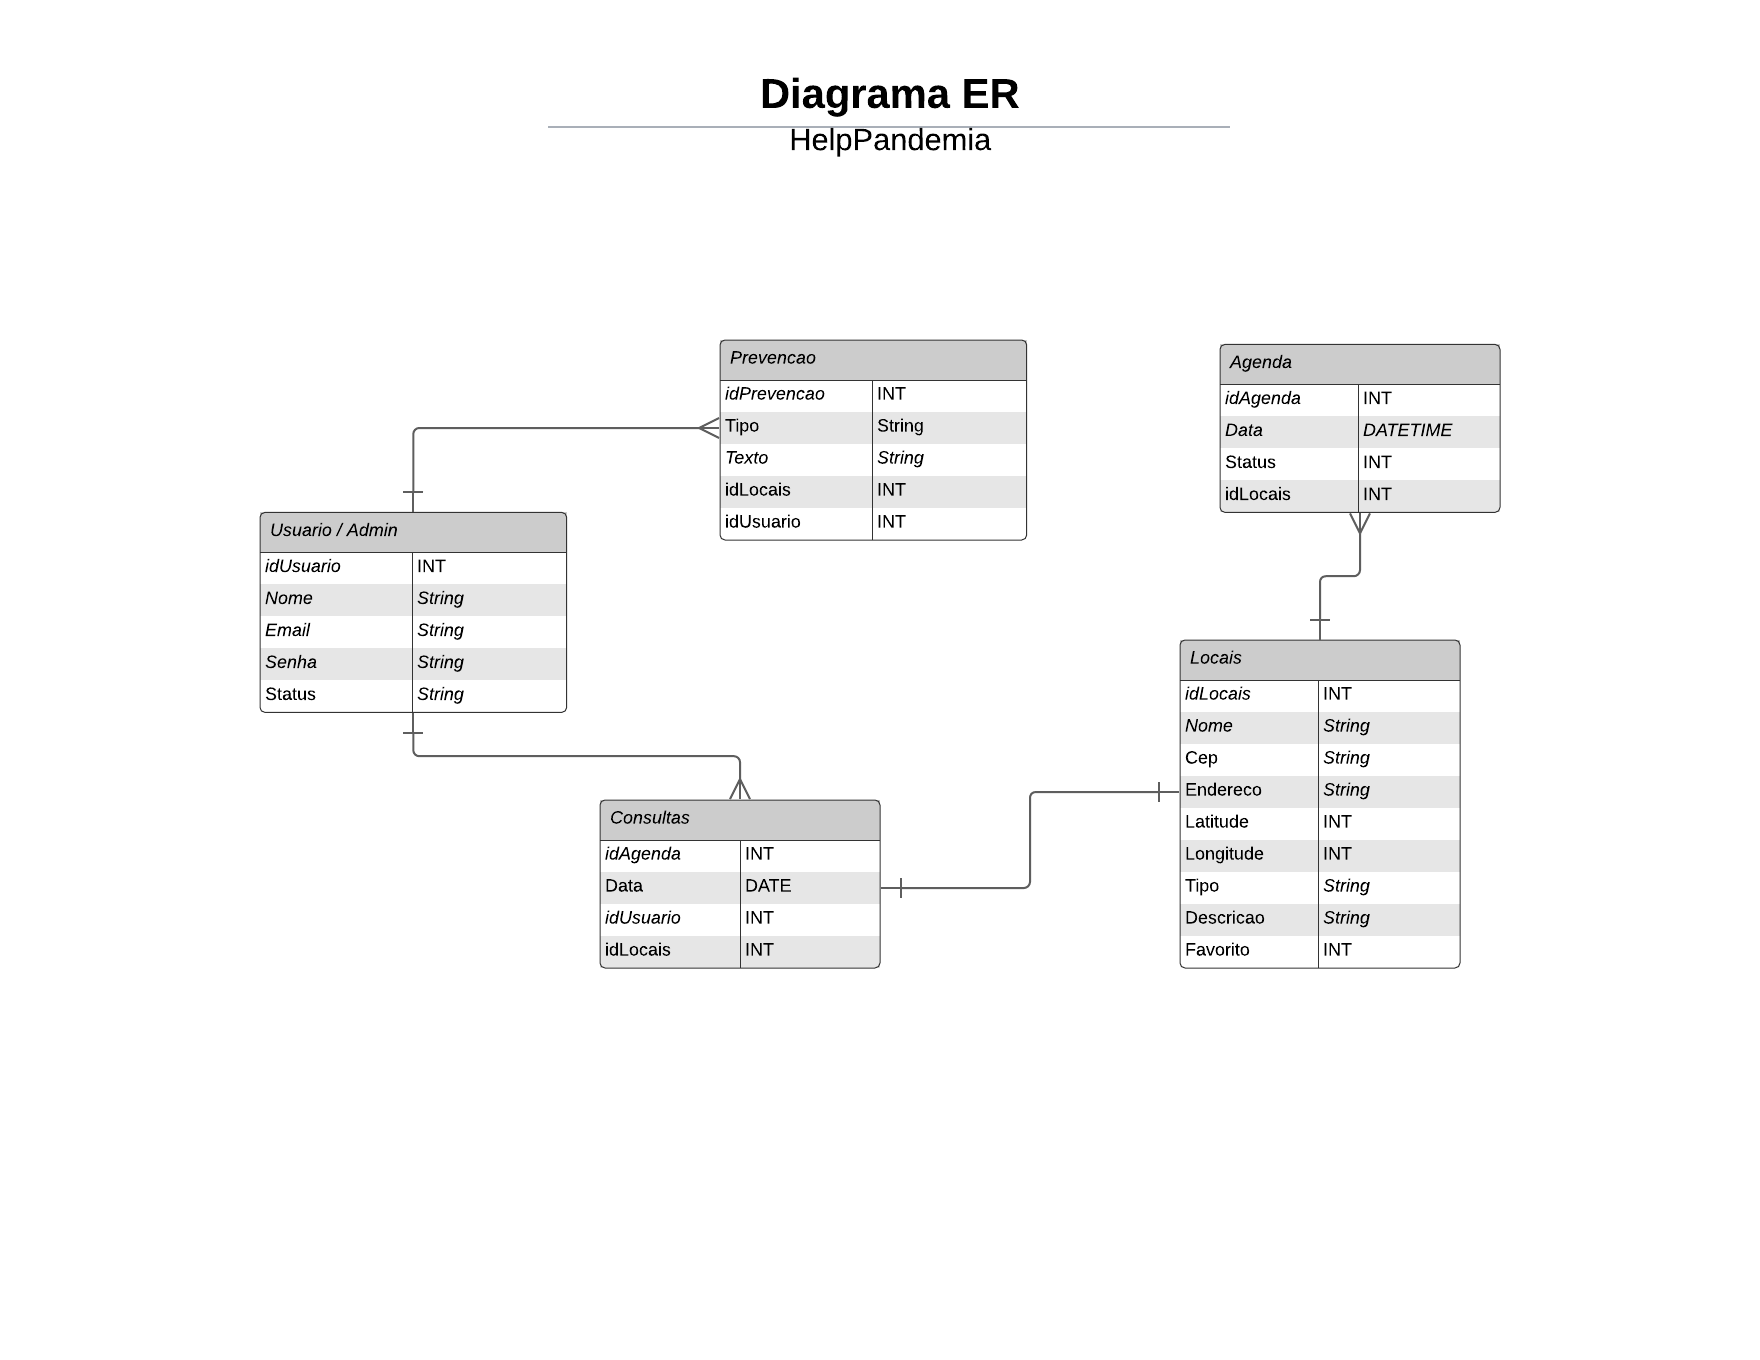 Diagrama ER
HelpPandemia
Prevencao
idPrevencao INT
Tipo String
Texto String
idLocais INT
idUsuario INT
Agenda
idAgenda INT
Data DATETIME
Status INT
idLocais INT
Usuario / Admin
idUsuario INT
Nome String
Email String
Senha String
Status String
Locais
idLocais INT
Nome String
Cep String
Endereco String
Latitude INT
Longitude INT
Tipo String
Descricao String
Favorito INT
Consultas
idAgenda INT
Data DATE
idUsuario INT
idLocais INT